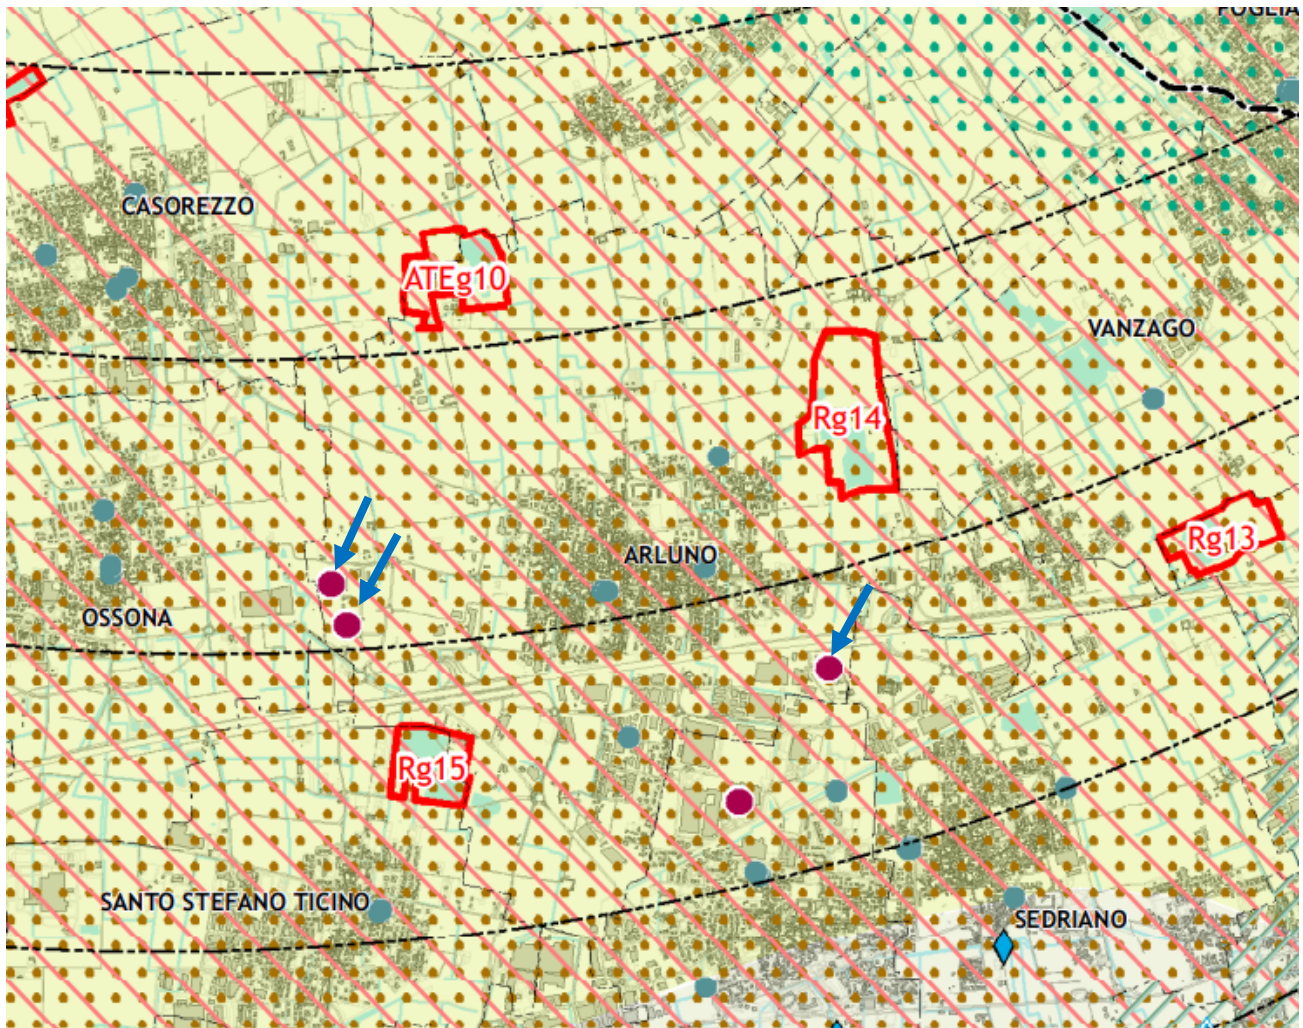 CASOREZZO
ATEg10
VANZAGO
Rg14
Rg13
ARLUNO
OSSONA
Rg15
SANTO STEFANO TICINO
SEDRIANO